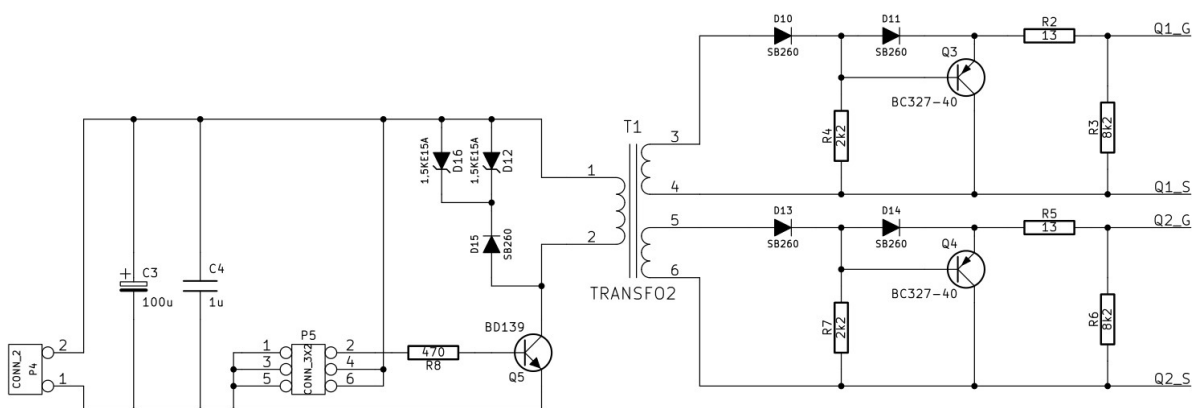 D10
SB260
D11
SB260
Q3
BC327-40
R2
13
Q1_G
R4
2k2
R3
8k2
Q1_S
T1
3
4
5
6
1
2
TRANSFO2
1.5KE15A
D16
1.5KE15A
D12
D15
SB260
D13
SB260
D14
SB260
Q4
BC327-40
R5
13
Q2_G
R7
2k2
R6
8k2
Q2_S
+
C3
100u
C4
1u
CONN_2
P4
2
1
P5
CONN_3X2
1
2
3
4
5
6
470
R8
BD139
Q5